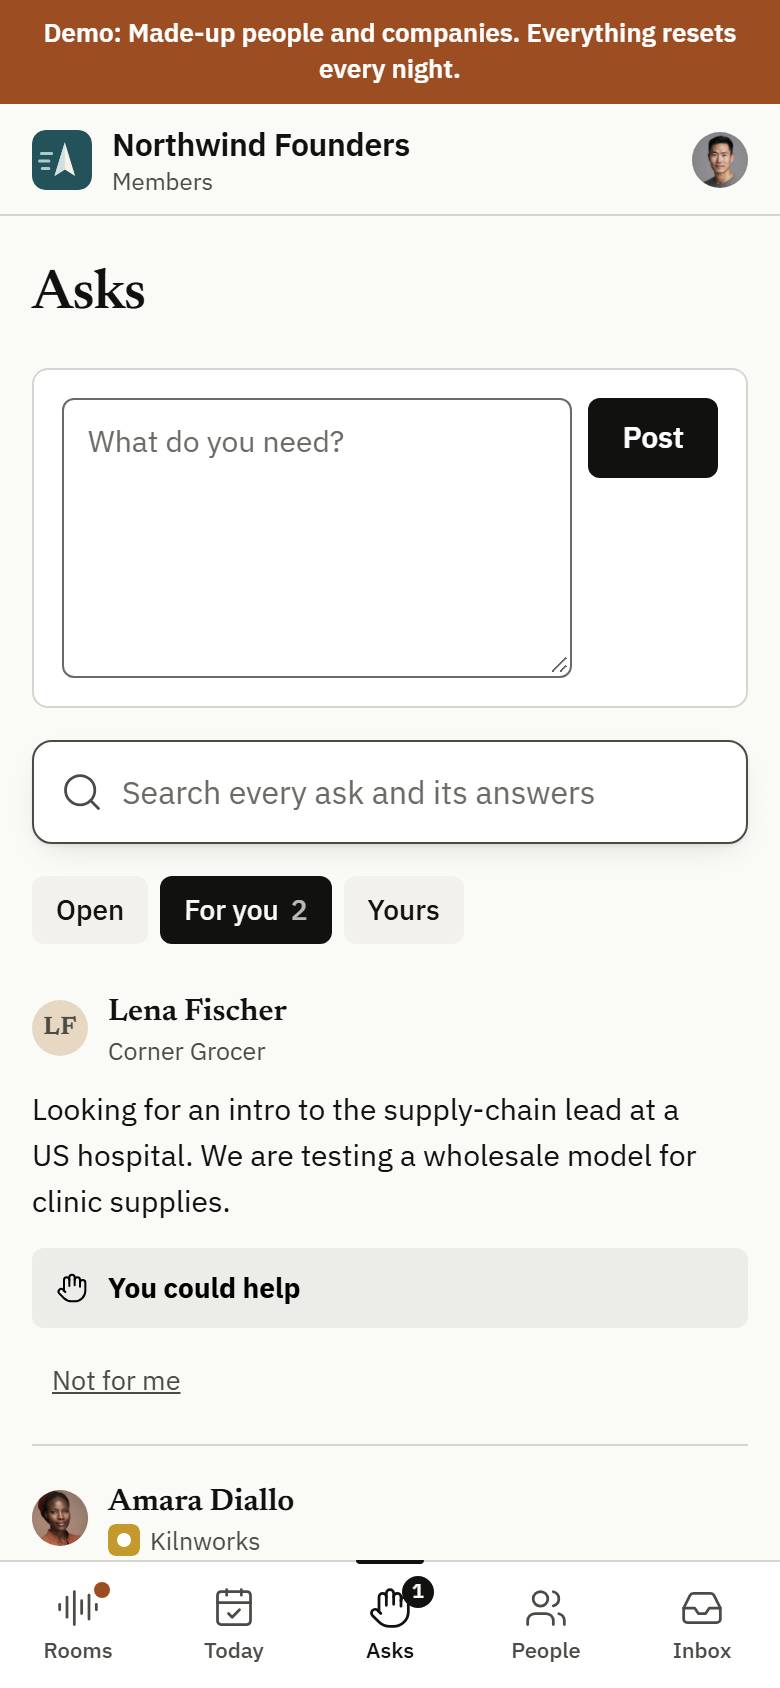 Demo: Made-up people and companies. Everything resets
every night.
Northwind Founders
Members
Asks
What do you need?
Post
Search every ask and its answers
Open
For you 2
Yours
LF
Lena Fischer
Corner Grocer
Looking for an intro to the supply-chain lead at a
US hospital. We are testing a wholesale model for
clinic supplies.
You could help
Not for me
Amara Diallo
Kilnworks
1
Rooms
Today
Asks
People
Inbox